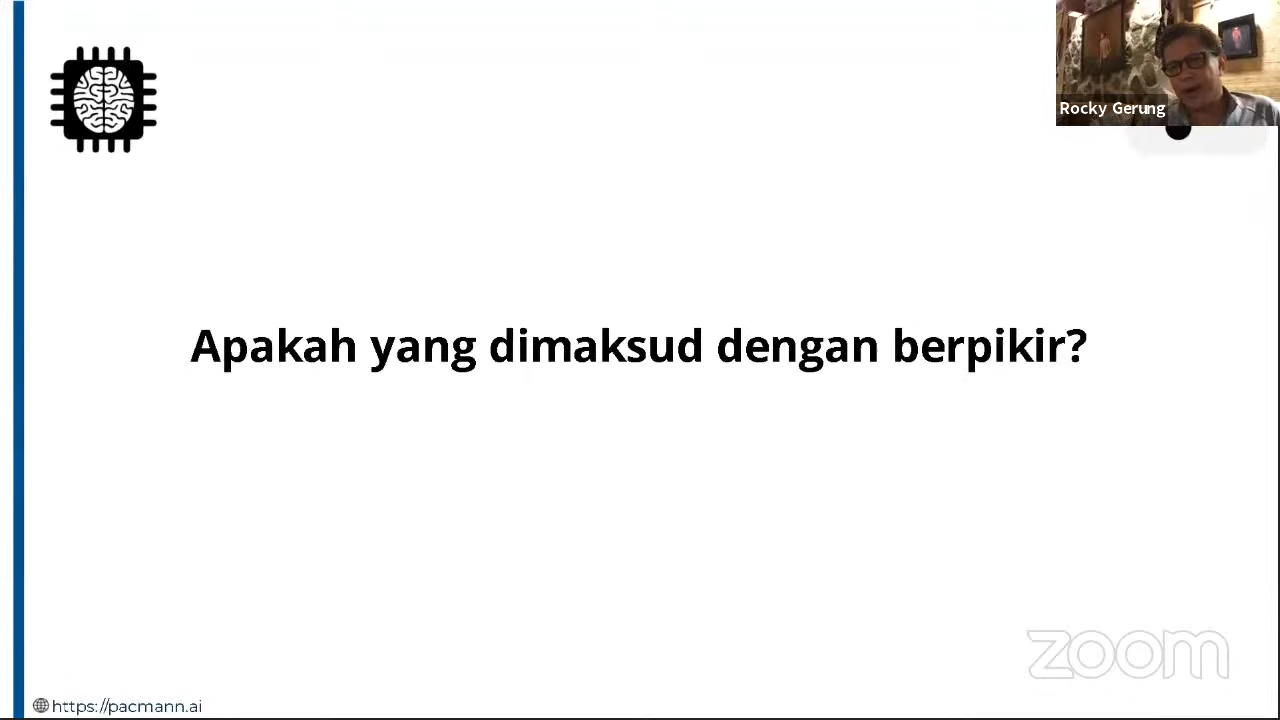 Rocky Gerung
Apakah yang dimaksud dengan berpikir?
zoom
https://pacmann.ai